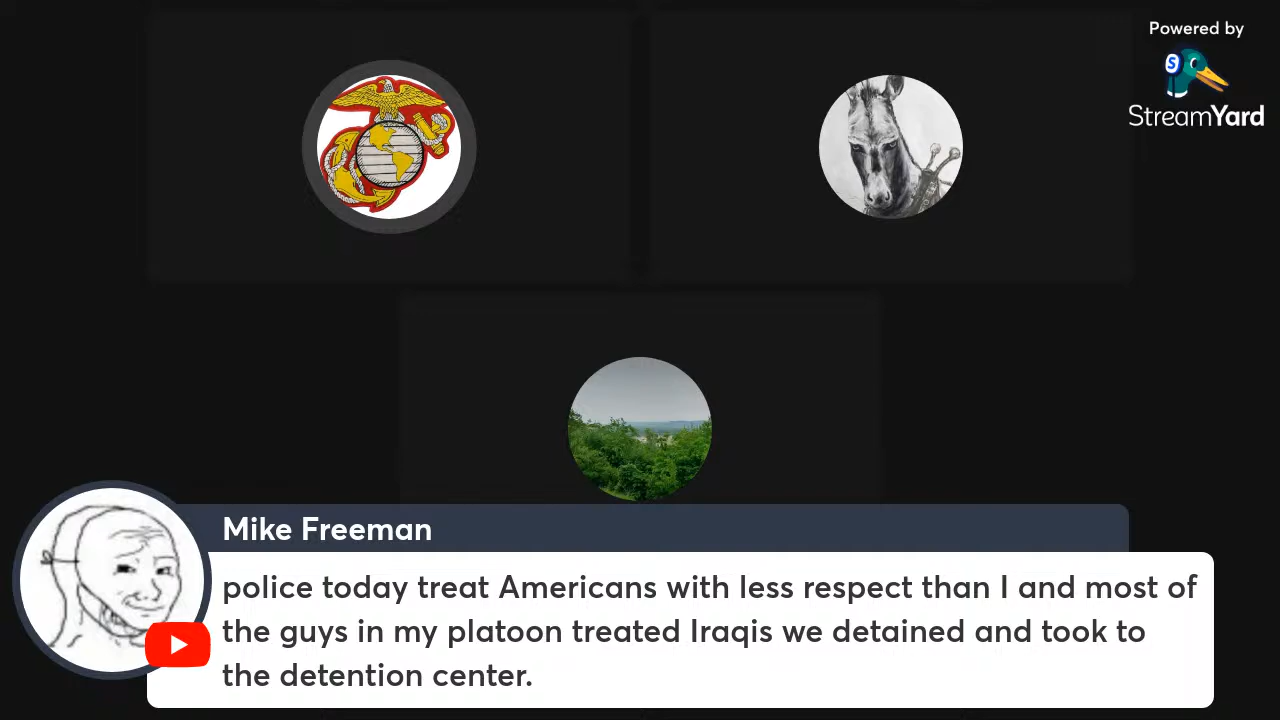 Powered by
StreamYard
Mike Freeman
police today treat Americans with less respect than I and most of
the guys in my platoon treated Iraqis we detained and took to
the detention center.